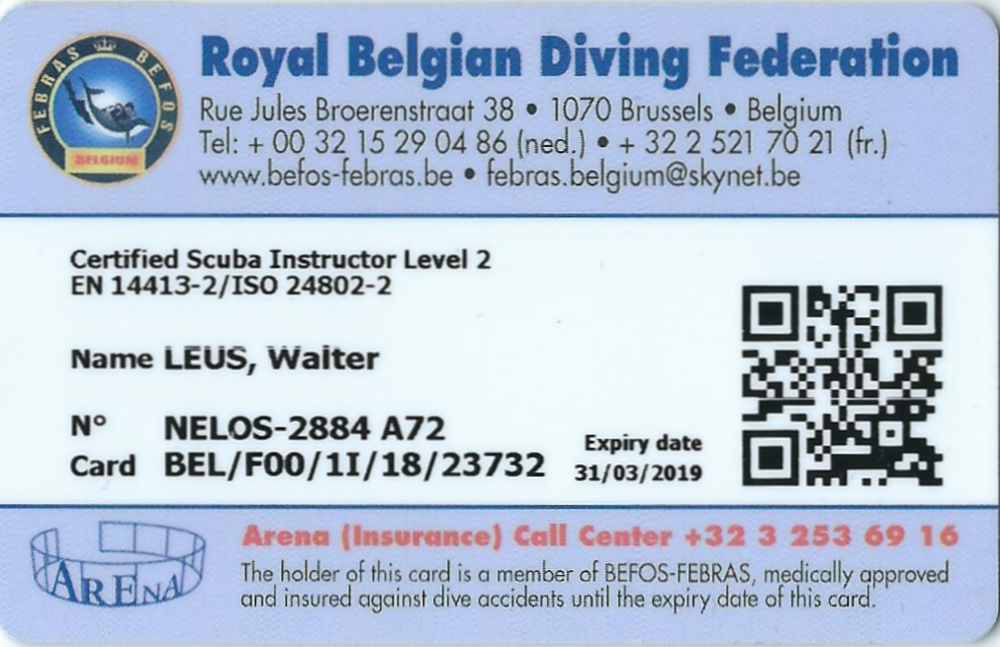 FEBRAS BEFOS
BELGIUM
Royal Belgian Diving Federation
Rue Jules Broerenstraat 38 • 1070 Brussels • Belgium
Tel: + 00 32 15 29 04 86 (ned.) • + 32 2 521 70 21 (fr.)
www.befos-febras.be • febras.belgium@skynet.be
Certified Scuba Instructor Level 2
EN 14413-2/ISO 24802-2
Name LEUS, Walter
N° NELOS-2884 A72
Card BEL/F00/1I/18/23732
Expiry date
31/03/2019
ARENA
Arena (Insurance) Call Center +32 3 253 69 16
The holder of this card is a member of BEFOS-FEBRAS, medically approved
and insured against dive accidents until the expiry date of this card.